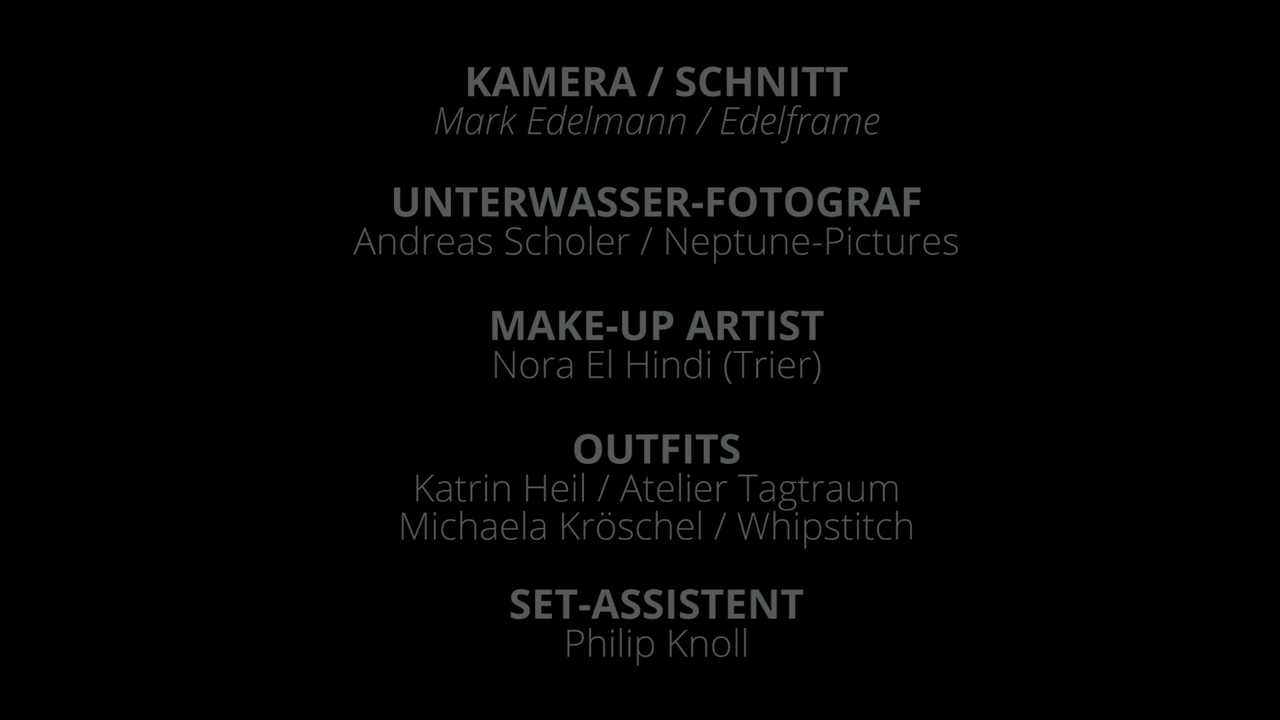 KAMERA / SCHNITT
Mark Edelmann / Edelframe
UNTERWASSER-FOTOGRAF
Andreas Scholer / Neptune-Pictures
MAKE-UP ARTIST
Nora El Hindi (Trier)
OUTFITS
Katrin Heil / Atelier Tagtraum
Michaela Kröschel / Whipstitch
SET-ASSISTENT
Philip Knoll